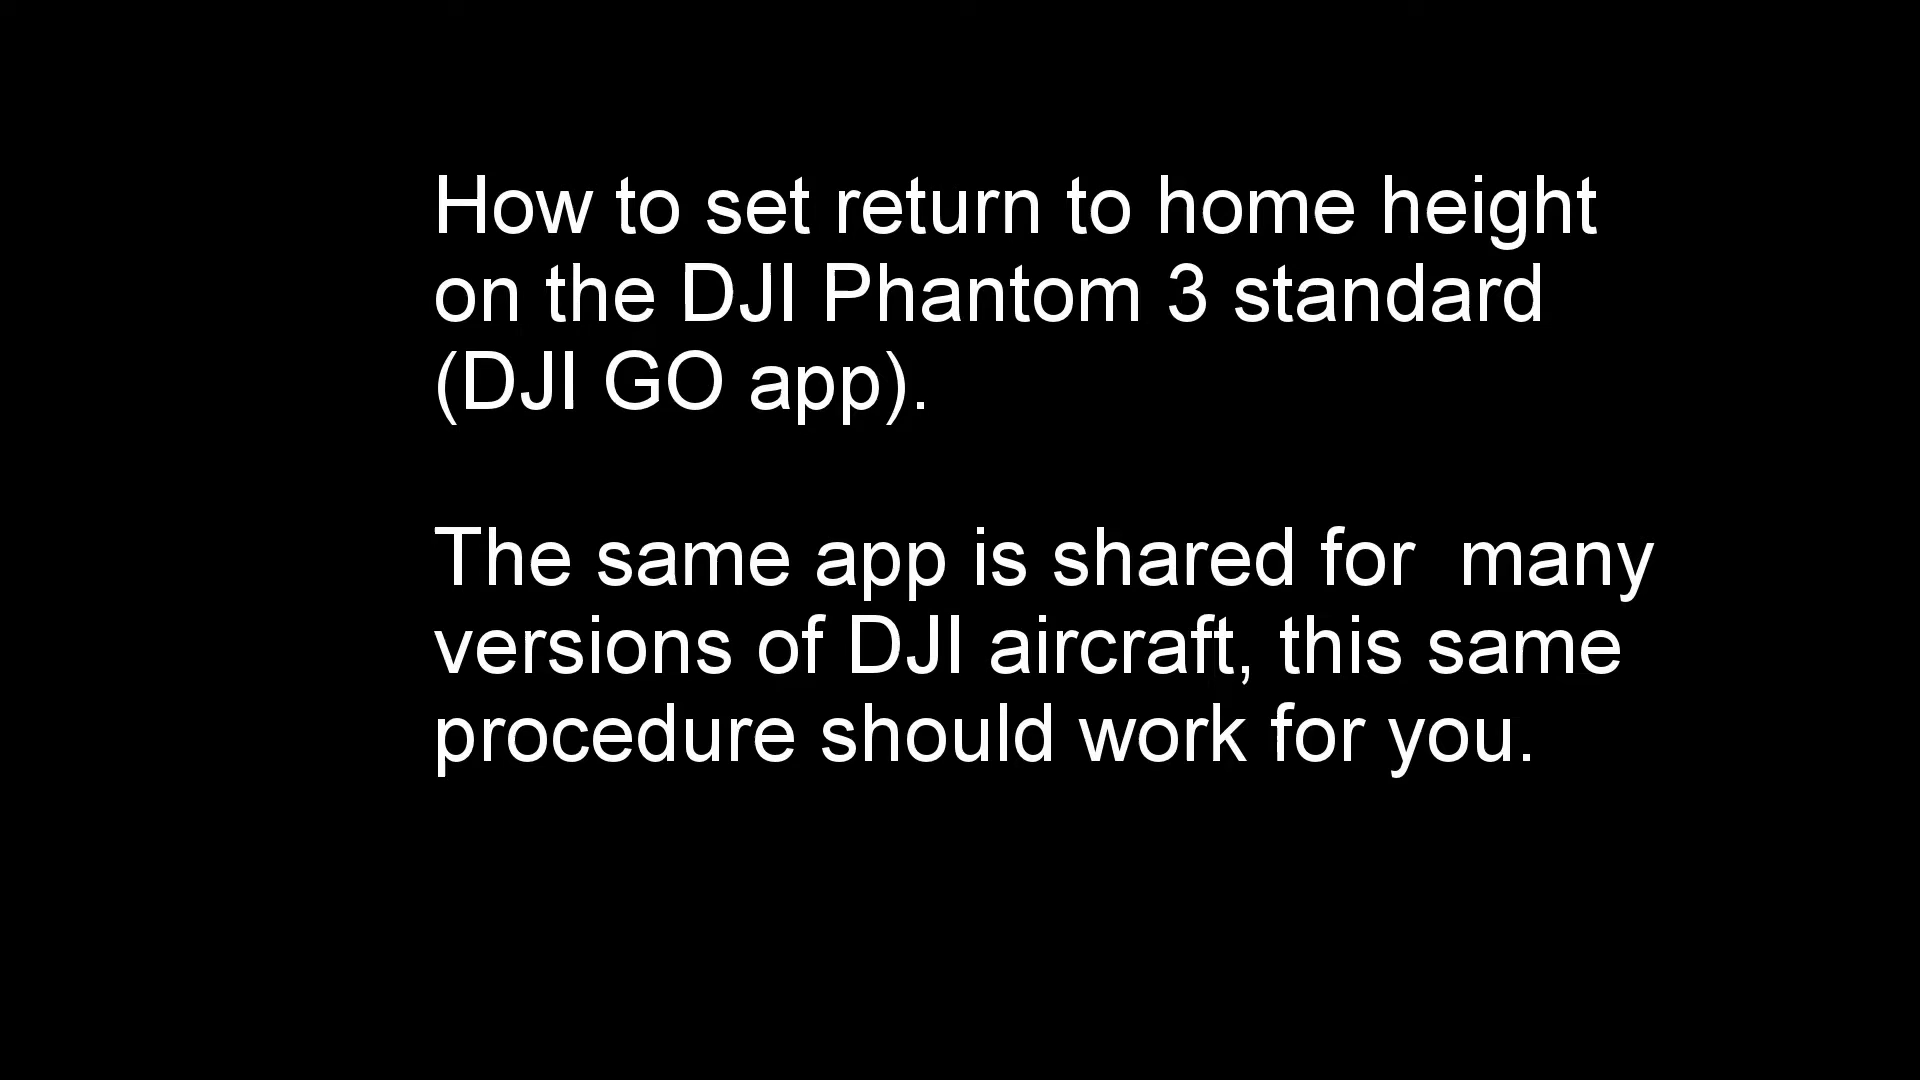 How to set return to home height
on the DJI Phantom 3 standard
(DJI GO app).
The same app is shared for  many
versions of DJI aircraft, this same
procedure should work for you.